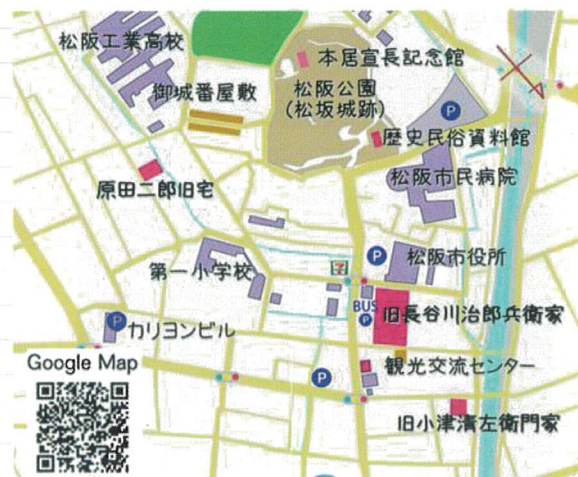 松阪工業高校
本居宣長記念館
御城番屋敷
松阪公園
(松坂城跡)
P
歴史民俗資料館
原田二郎旧宅
松阪市民病院
P
松阪市役所
第一小学校
7
BUS
P
旧長谷川治郎兵衛家
P
カリヨンビル
観光交流センター
Google Map
P
旧小津清左衛門家